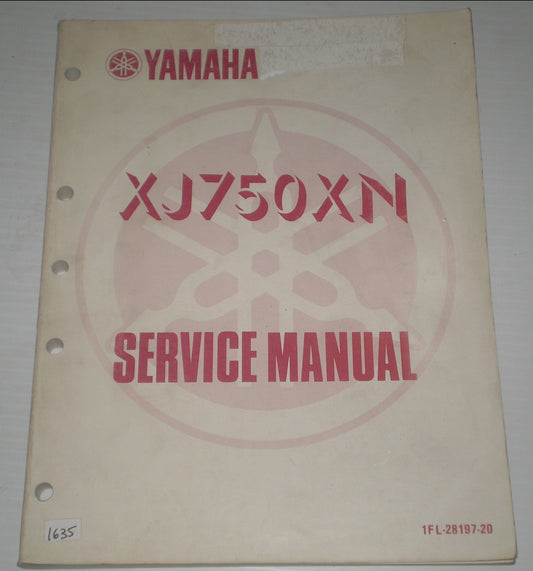 YAMAHA
XJ750XN
SERVICE MANUAL
1635
1FL-28197-20